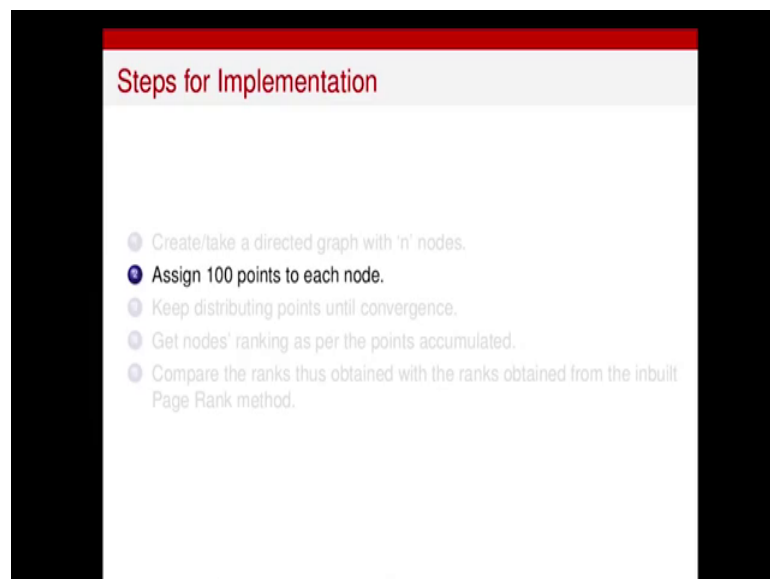 Steps for Implementation
Create/take a directed graph with 'n' nodes.
2 Assign 100 points to each node.
Keep distributing points until convergence.
Get nodes' ranking as per the points accumulated.
Compare the ranks thus obtained with the ranks obtained from the inbuilt
Page Rank method.